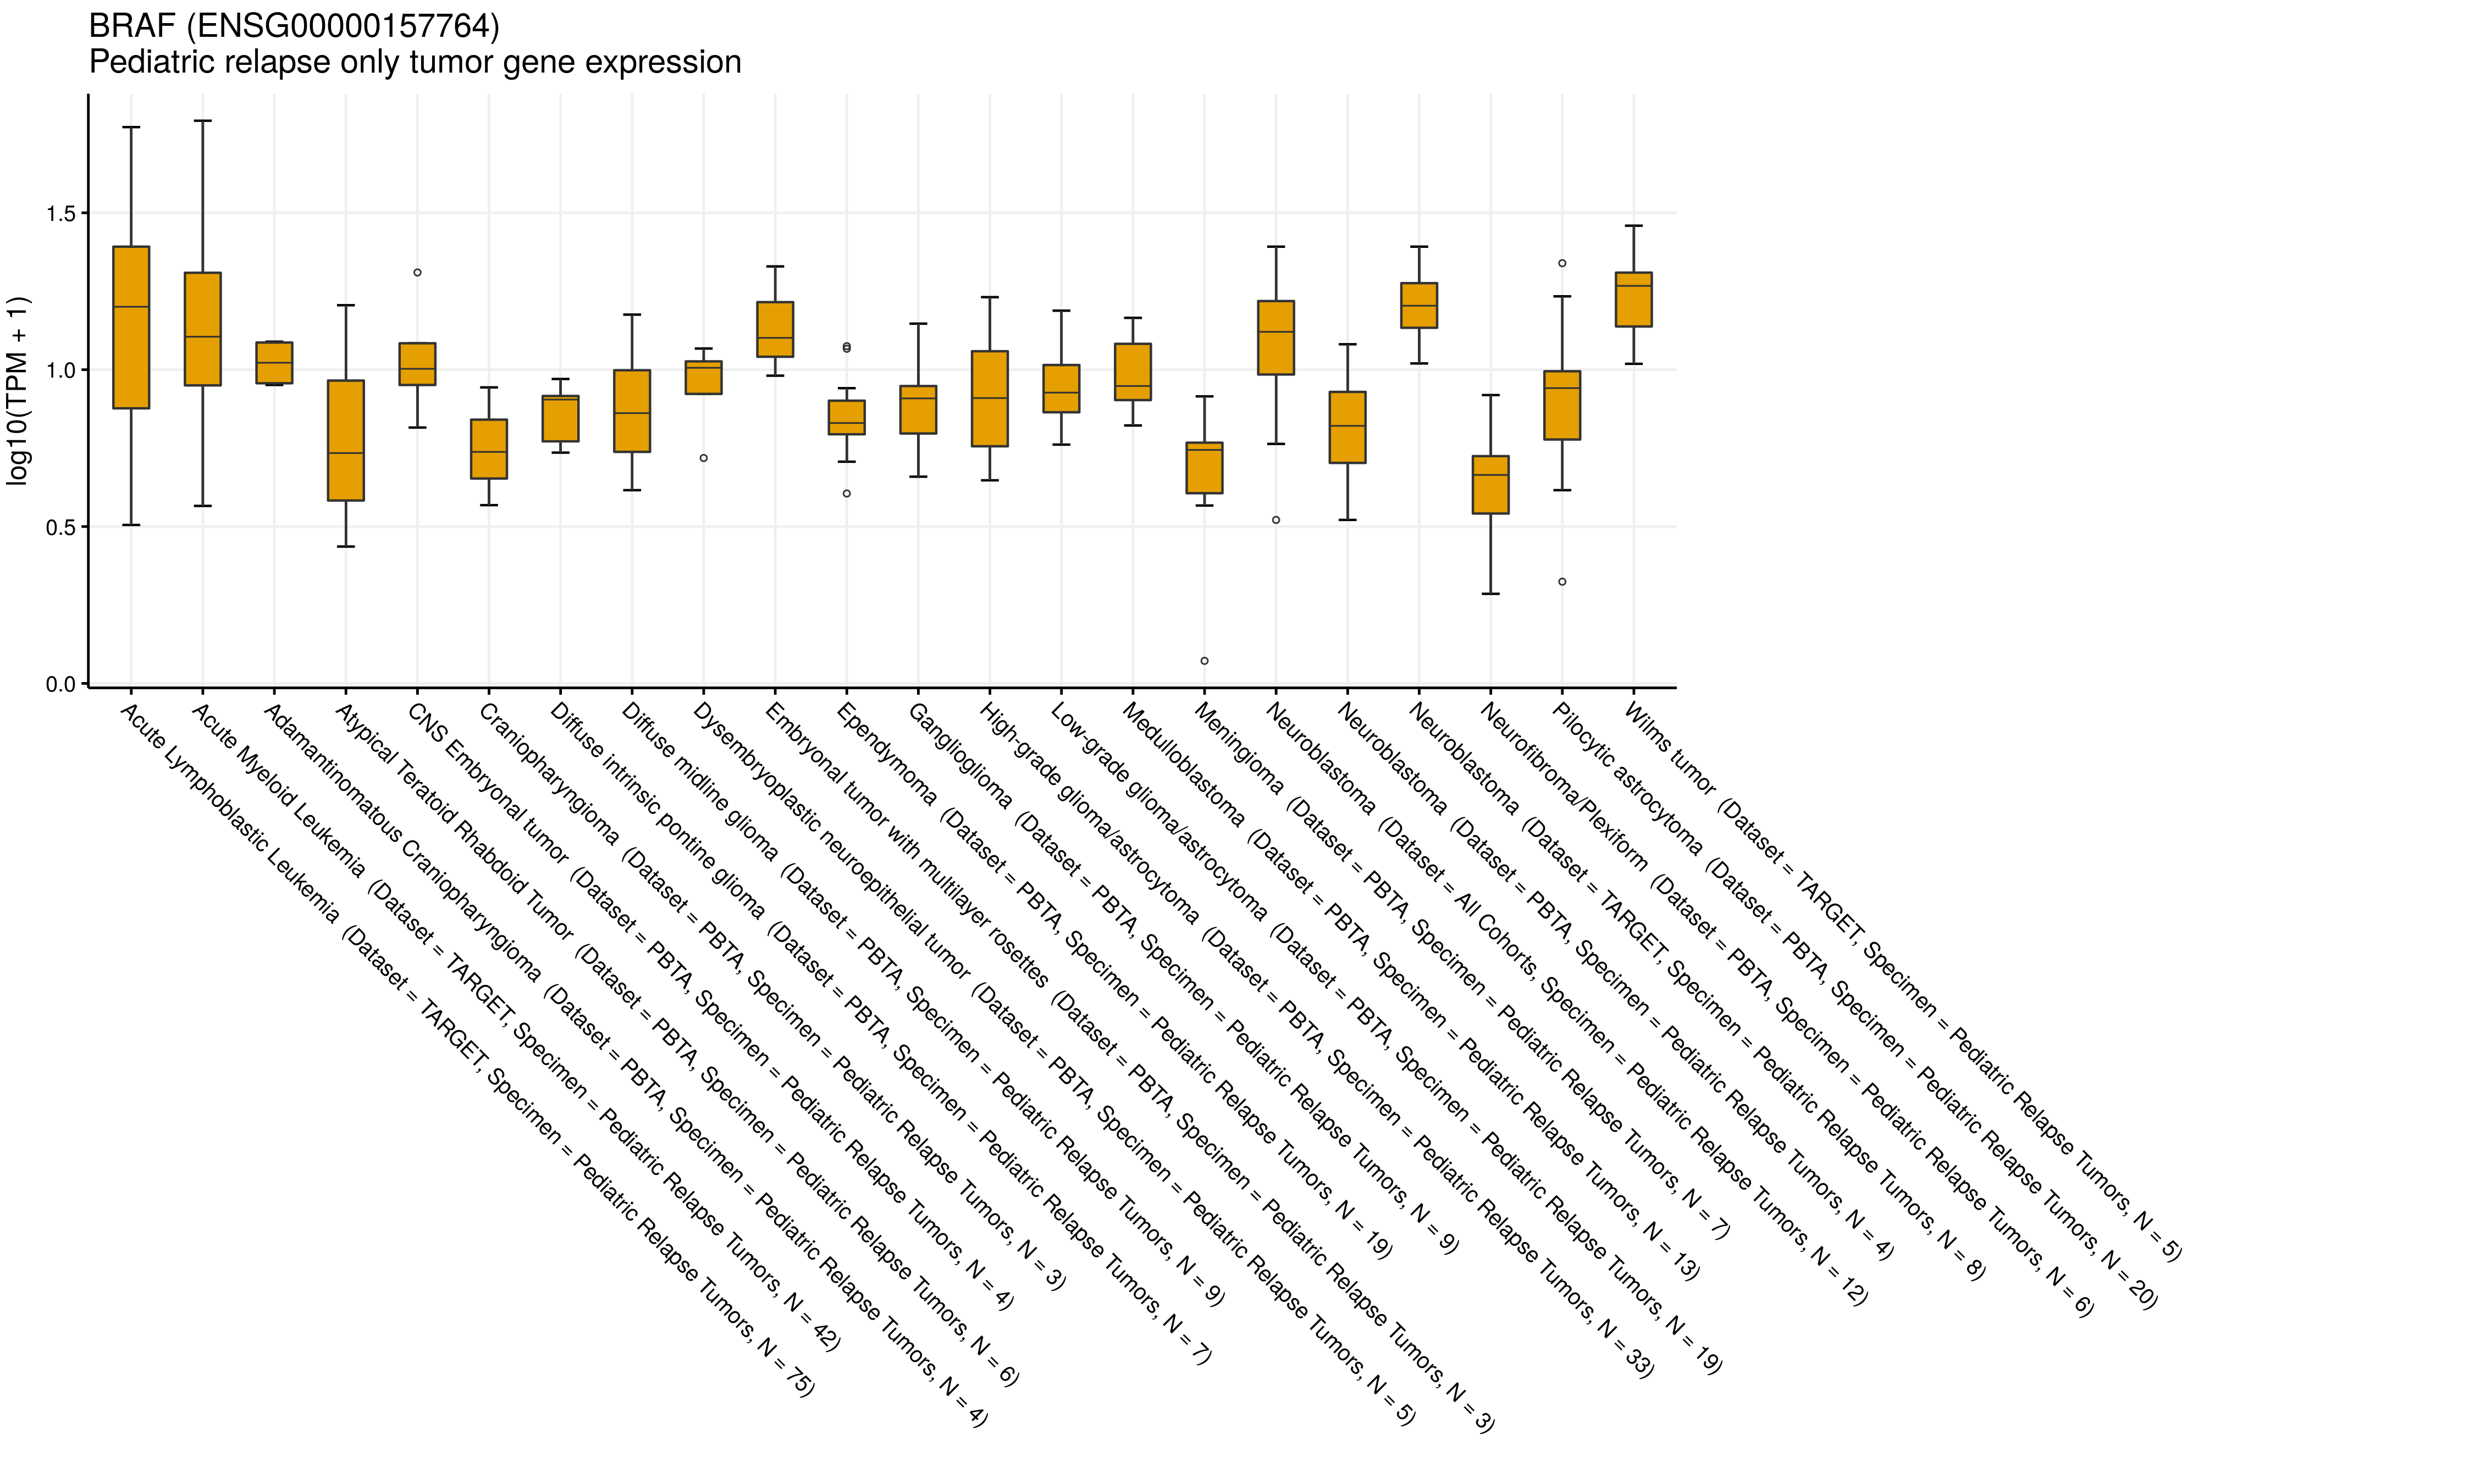 BRAF (ENSG00000157764)
Pediatric relapse only tumor gene expression
log10(TPM + 1)
1.5
1.0
0.5
0.0
Acute Lymphoblastic Leukemia (Dataset = TARGET, Specimen = Pediatric Relapse Tumors, N = 75)
Acute Myeloid Leukemia (Dataset = TARGET, Specimen = Pediatric Relapse Tumors, N = 42)
Adamantinomatous Craniopharyngioma (Dataset = PBTA, Specimen = Pediatric Relapse Tumors, N = 4)
Atypical Teratoid Rhabdoid Tumor (Dataset = PBTA, Specimen = Pediatric Relapse Tumors, N = 6)
CNS Embryonal tumor (Dataset = PBTA, Specimen = Pediatric Relapse Tumors, N = 4)
Craniopharyngioma (Dataset = PBTA, Specimen = Pediatric Relapse Tumors, N = 3)
Diffuse intrinsic pontine glioma (Dataset = PBTA, Specimen = Pediatric Relapse Tumors, N = 7)
Diffuse midline glioma (Dataset = PBTA, Specimen = Pediatric Relapse Tumors, N = 9)
Dysembryoplastic neuroepithelial tumor (Dataset = PBTA, Specimen = Pediatric Relapse Tumors, N = 5)
Embryonal tumor with multilayer rosettes (Dataset = PBTA, Specimen = Pediatric Relapse Tumors, N = 3)
Ependymoma (Dataset = PBTA, Specimen = Pediatric Relapse Tumors, N = 19)
Ganglioglioma (Dataset = PBTA, Specimen = Pediatric Relapse Tumors, N = 9)
High-grade glioma/astrocytoma (Dataset = PBTA, Specimen = Pediatric Relapse Tumors, N = 33)
Low-grade glioma/astrocytoma (Dataset = PBTA, Specimen = Pediatric Relapse Tumors, N = 19)
Medulloblastoma (Dataset = PBTA, Specimen = Pediatric Relapse Tumors, N = 13)
Meningioma (Dataset = PBTA, Specimen = Pediatric Relapse Tumors, N = 7)
Neuroblastoma (Dataset = All Cohorts, Specimen = Pediatric Relapse Tumors, N = 12)
Neuroblastoma (Dataset = PBTA, Specimen = Pediatric Relapse Tumors, N = 4)
Neuroblastoma (Dataset = TARGET, Specimen = Pediatric Relapse Tumors, N = 8)
Neurofibroma/Plexiform (Dataset = PBTA, Specimen = Pediatric Relapse Tumors, N = 6)
Pilocytic astrocytoma (Dataset = PBTA, Specimen = Pediatric Relapse Tumors, N = 20)
Wilms tumor (Dataset = TARGET, Specimen = Pediatric Relapse Tumors, N = 5)